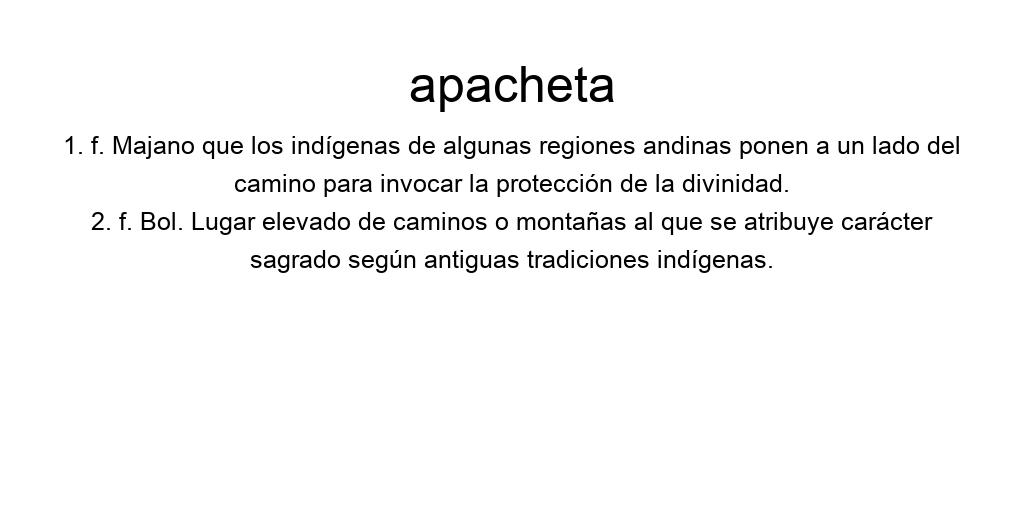 apacheta
1. f. Majano que los indígenas de algunas regiones andinas ponen a un lado del
camino para invocar la protección de la divinidad.
2. f. Bol. Lugar elevado de caminos o montañas al que se atribuye carácter
sagrado según antiguas tradiciones indígenas.